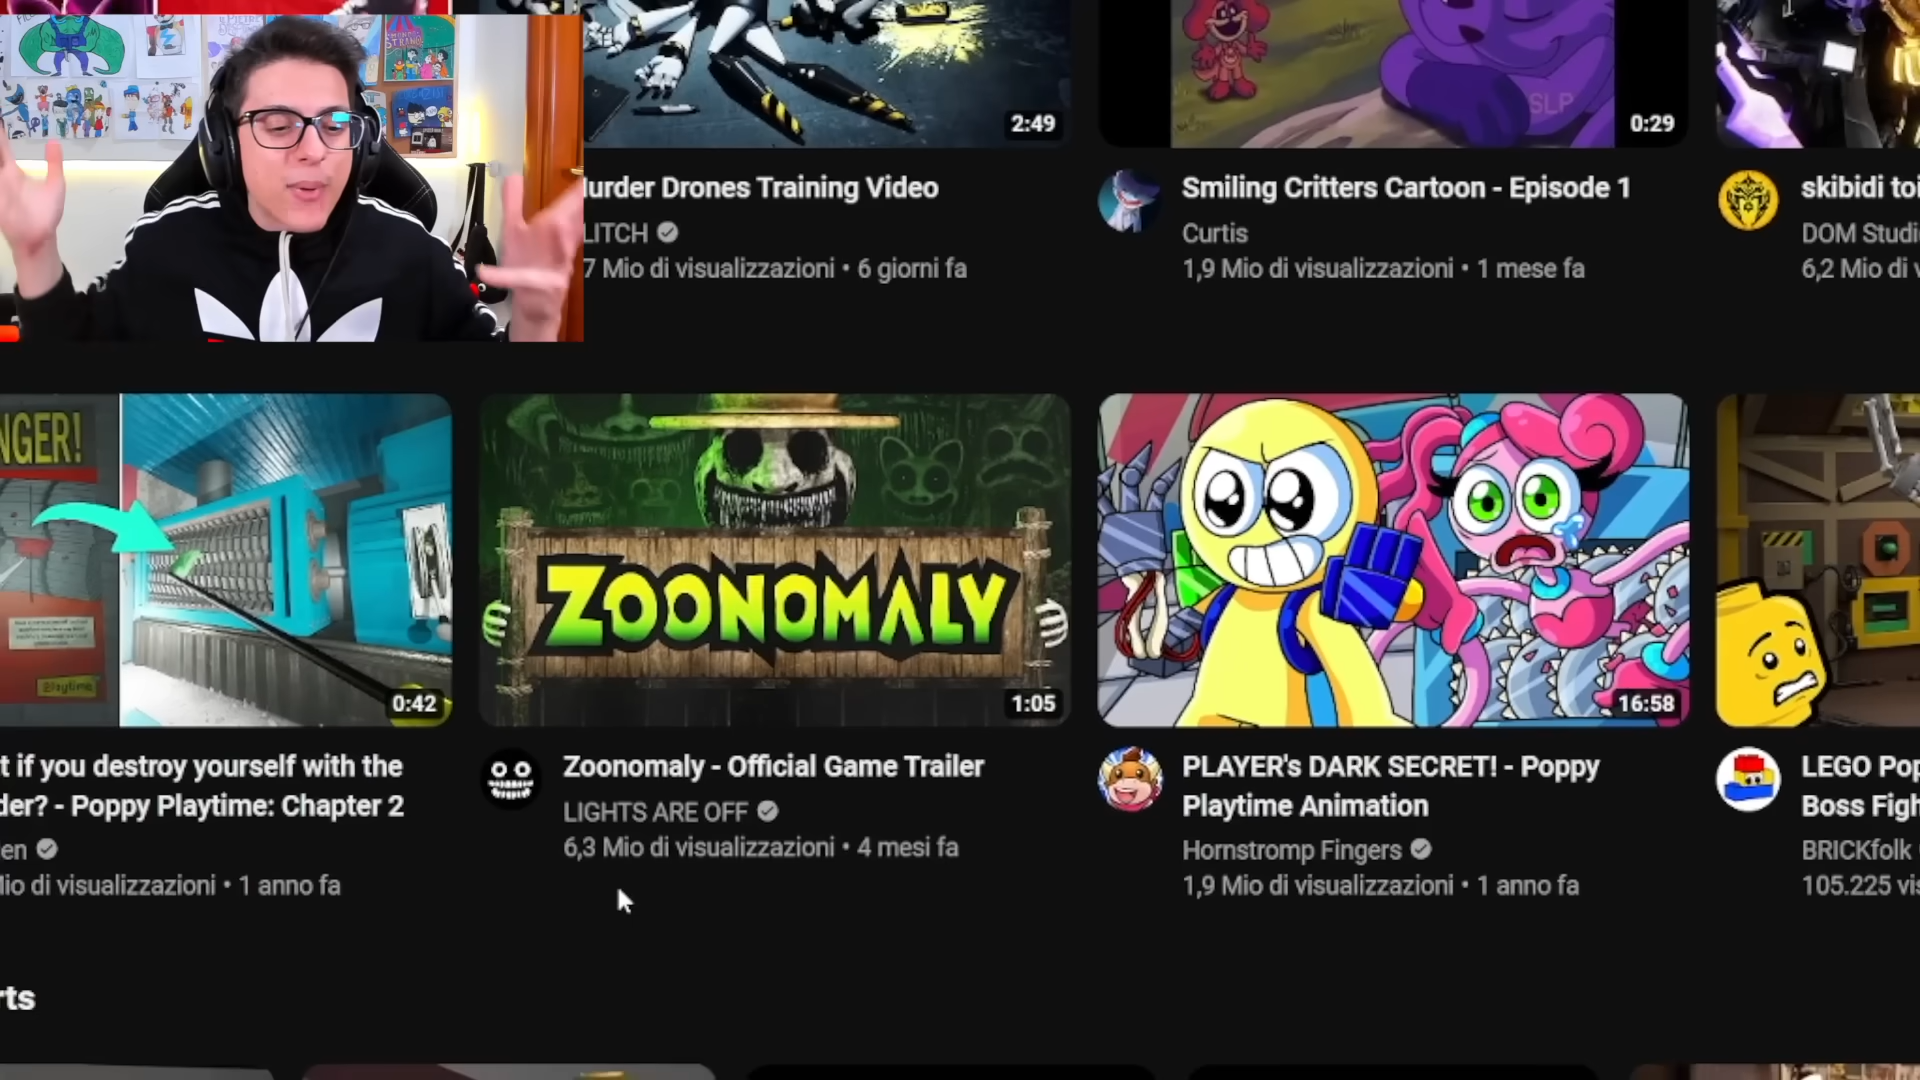 2:49
SLP
0:29
urder Drones Training Video
LITCH
7 Mio di visualizzazioni • 6 giorni fa
Smiling Critters Cartoon - Episode 1
Curtis
1,9 Mio di visualizzazioni • 1 mese fa
skibidi toi
DOM Studi
6,2 Mio di v
NGER!
0:42
ZOONOMALY
1:05
16:58
t if you destroy yourself with the
der? - Poppy Playtime: Chapter 2
en
io di visualizzazioni • 1 anno fa
Zoonomaly - Official Game Trailer
LIGHTS ARE OFF
6,3 Mio di visualizzazioni • 4 mesi fa
PLAYER's DARK SECRET! - Poppy
Playtime Animation
Hornstromp Fingers
1,9 Mio di visualizzazioni • 1 anno fa
LEGO Pop
Boss Figh
BRICKfolk
105.225 vis
rts